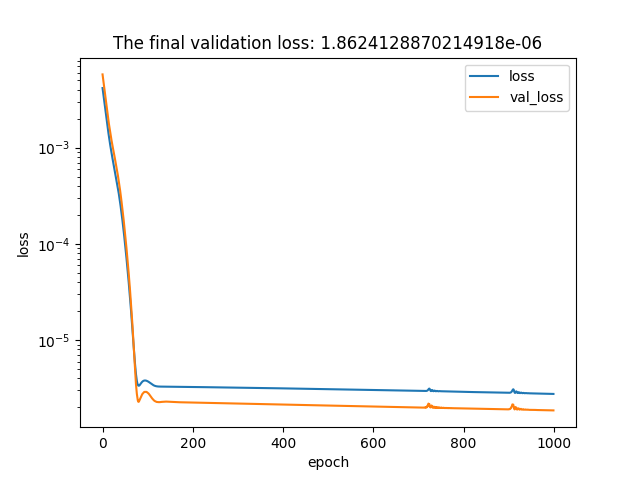 The final validation loss: 1.8624128870214918e-06
loss
val_loss
10⁻³
10⁻⁴
10⁻⁵
loss
0
200
400
600
800
1000
epoch